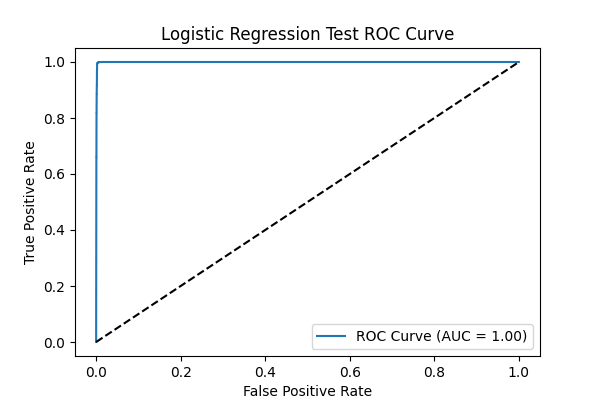 Logistic Regression Test ROC Curve
True Positive Rate
1.0
0.8
0.6
0.4
0.2
0.0
ROC Curve (AUC = 1.00)
0.0 0.2 0.4 0.6 0.8 1.0
False Positive Rate